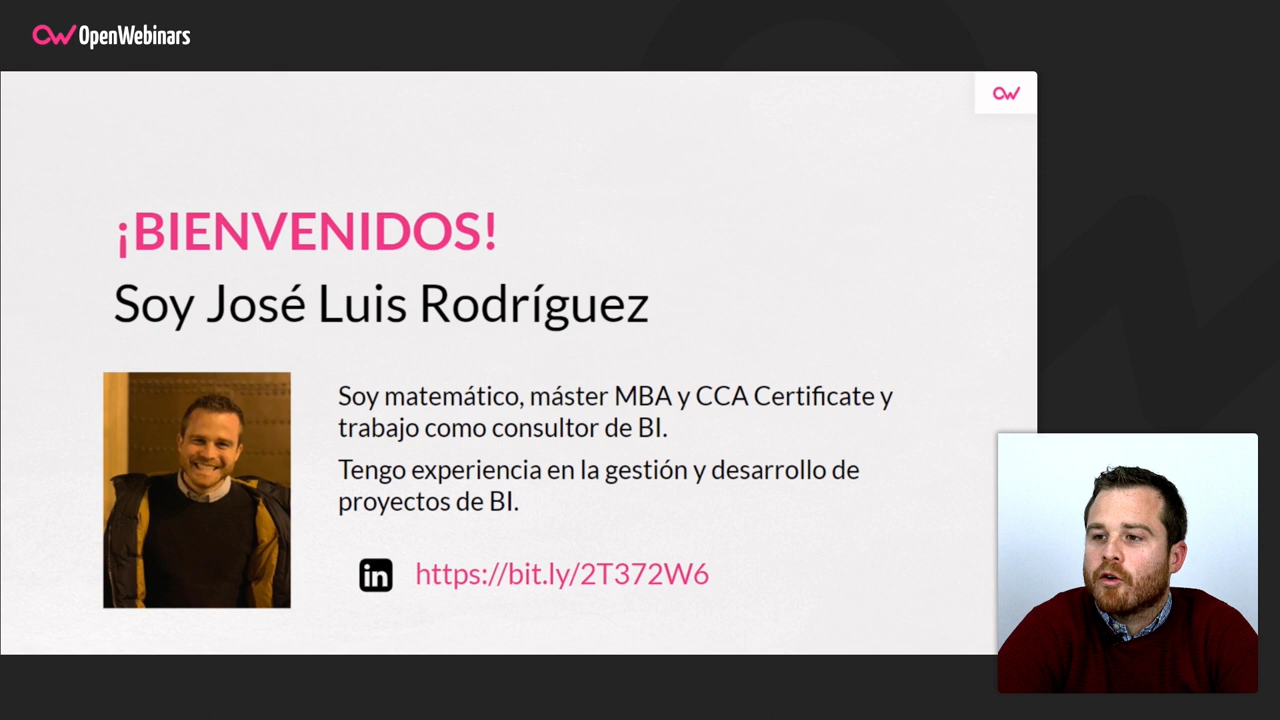 OpenWebinars
¡BIENVENIDOS!
Soy José Luis Rodríguez
Soy matemático, máster MBA y CCA Certificate y
trabajo como consultor de BI.
Tengo experiencia en la gestión y desarrollo de
proyectos de BI.
in https://bit.ly/2T372W6